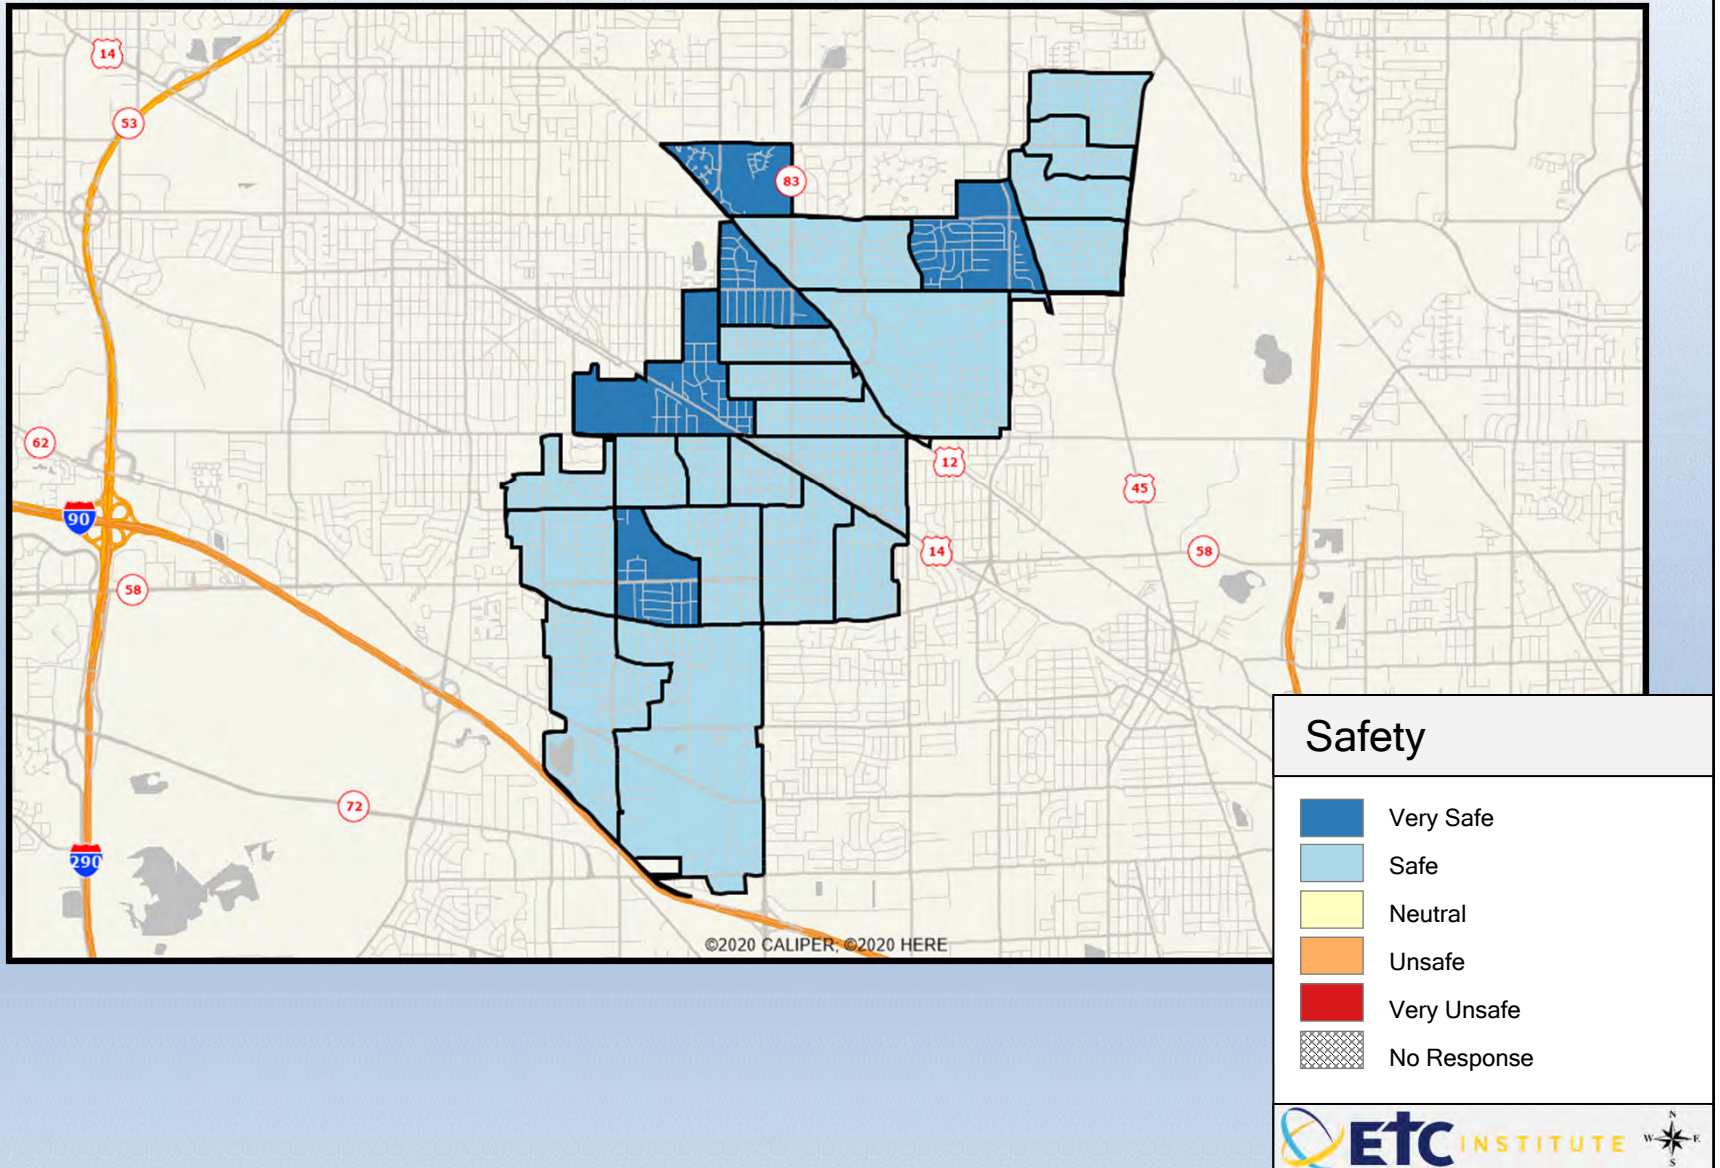 14
53
83
62
12
45
90
14
58
58
72
290
©2020 CALIPER; ©2020 HERE
Safety
Very Safe
Safe
Neutral
Unsafe
Very Unsafe
No Response
ETC INSTITUTE
N
W E
S